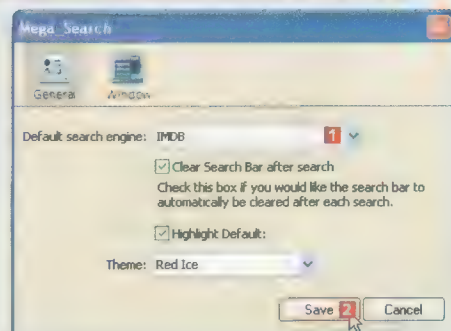 Mega Search
General Window
Default search engine: IMDB 1
Clear Search Bar after search
Check this box if you would like the search bar to
automatically be cleared after each search.
Highlight Default:
Theme: Red Ice
Save 2 Cancel